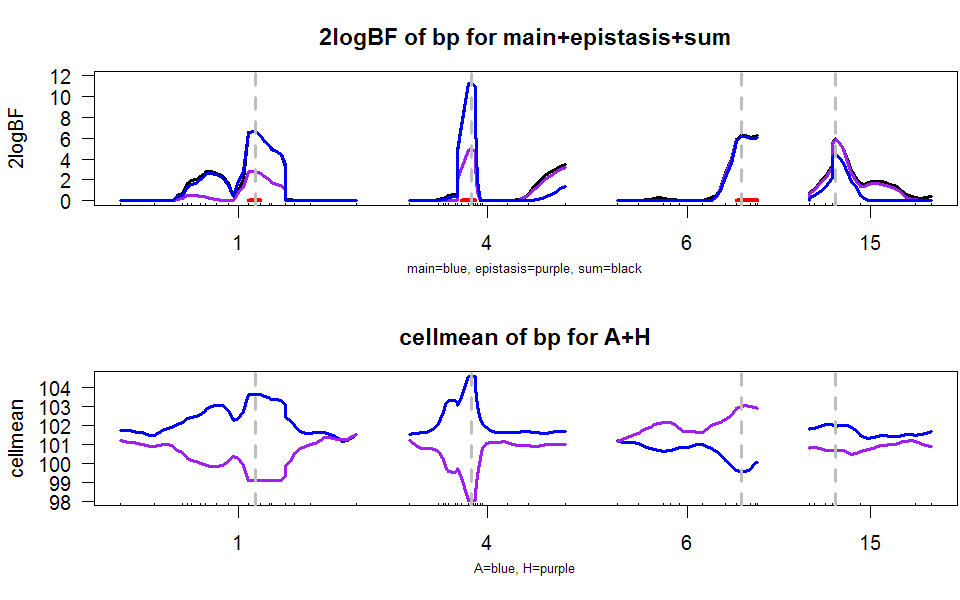 2logBF of bp for main+epistasis+sum
2logBF
12
10
8
6
4
2
0
1 4 6 15
main=blue, epistasis=purple, sum=black
cellmean of bp for A+H
cellmean
104
103
102
101
100
99
98
1 4 6 15
A=blue, H=purple